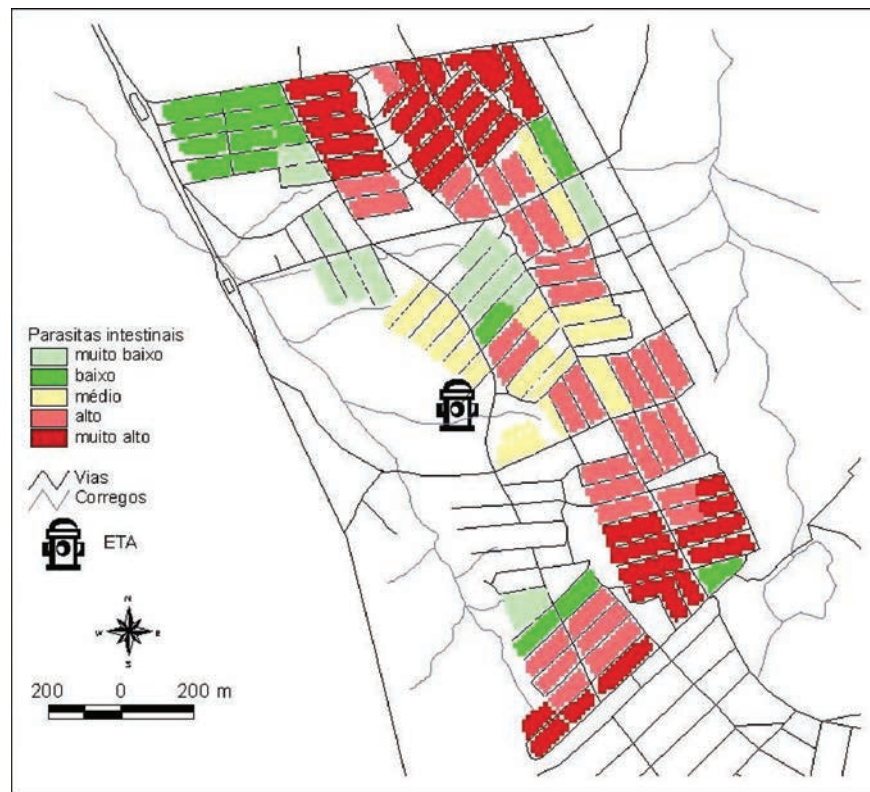 Parasitas intestinais
muito baixo
baixo
médio
alto
muito alto
Vias
Corregos
ETA
N
W E
S
200 0 200 m